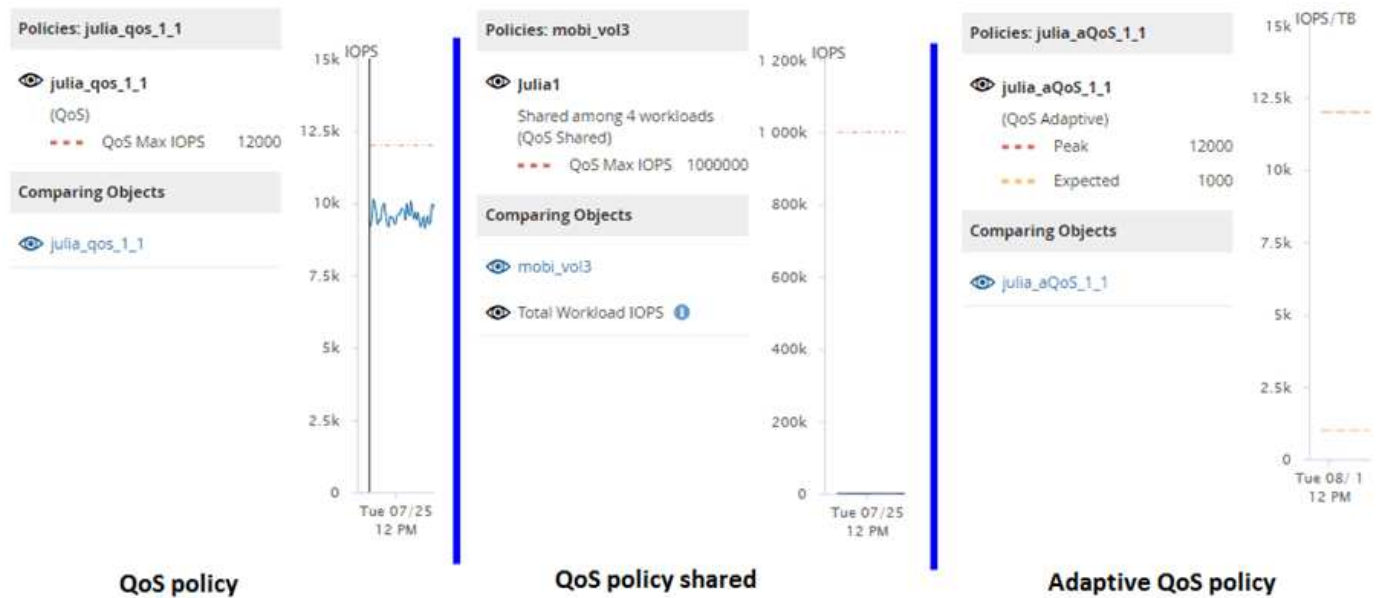 Policies: julia_qos_1_1
julia_qos_1_1
(QoS)
QoS Max IOPS 12000
Comparing Objects
julia_qos_1_1
IOPS
15k
12.5k
10k
7.5k
5k
2.5k
0
Tue 07/25
12 PM
QoS policy
Policies: mobi_vol3
Julia1
Shared among 4 workloads
(QoS Shared)
QoS Max IOPS 1000000
Comparing Objects
mobi_vol3
Total Workload IOPS
IOPS
1 200k
1 000k
800k
600k
400k
200k
0
Tue 07/25
12 PM
QoS policy shared
Policies: julia_aQoS_1_1
julia_aQoS_1_1
(QoS Adaptive)
Peak 12000
Expected 1000
Comparing Objects
julia_aQoS_1_1
IOPS/TB
15k
12.5k
10k
7.5k
5k
2.5k
0
Tue 08/ 1
12 PM
Adaptive QoS policy